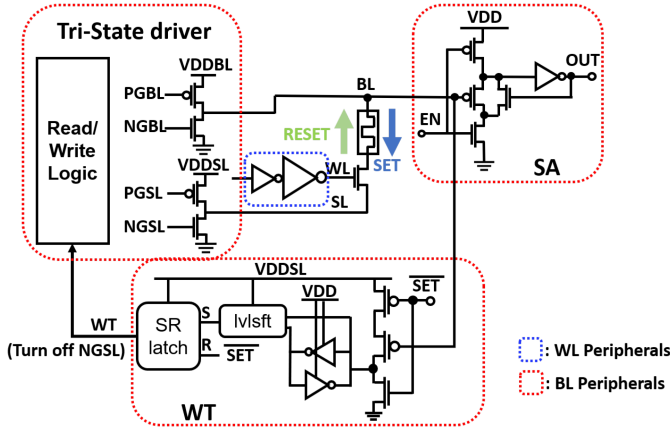 Tri-State driver
VDD
VDDBL
OUT
BL
PGBL
Read/
Write
Logic
NGBL
RESET
EN
VDDSL
SET
WL
SA
PGSL
SL
NGSL
VDDSL
VDD
SET
WT
SR
latch
S
lvlsft
(Turn off NGSL)
R
SET
WT
: WL Peripherals
: BL Peripherals